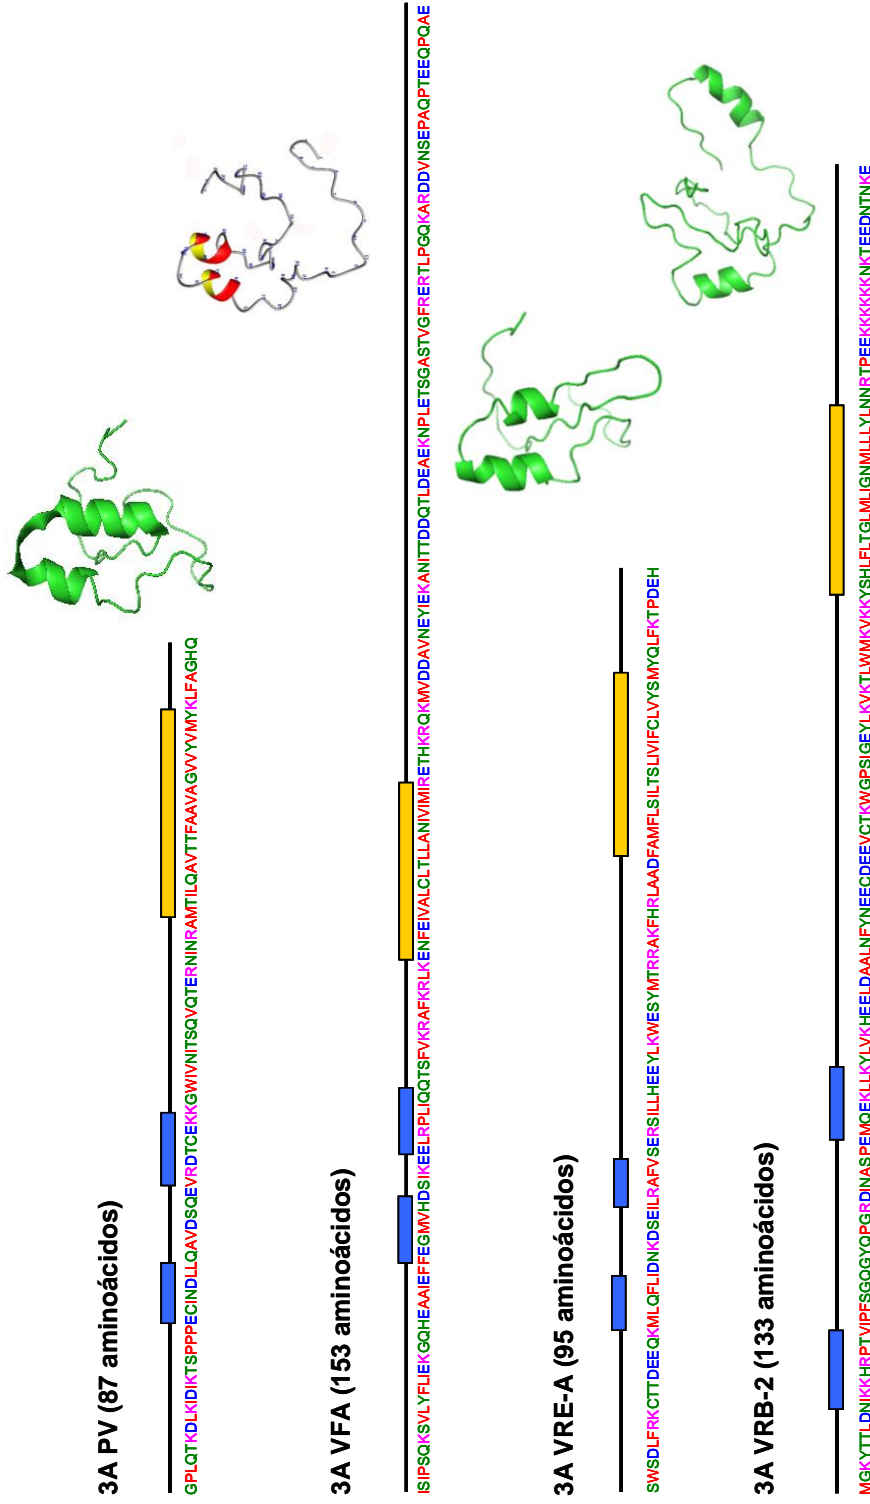 3A PV (87 aminoácidos)
GPLQTKDLKIDIKTSPPPECINDLLQAVDSQEVRDTCEKKGWIVNITSQVQTERNINRAMTILQAVTTFAAVAGVVYVMYKLFAGHQ
3A VFA (153 aminoácidos)
ISIPSQKSVLYFLIEKGQHEAAIEFFEGMVHDSIKEELRPLIQQTSFVKRAFKRLKENFEIVALCLTLLANIVIMIRETHKRQKMVDDAVNEYIEKANITTDDQTLDEAEKNPLETSGASTVGFRERTLPGQKARDDVNSEPAQPTEEQPQAE
3A VRE-A (95 aminoácidos)
SWSDLFRKCTTDEEQKMLQFLIDNKDSEILRAFVSERSILLHEEYLKWESYMTRRAKFHRLAADFAMFLSILTSLIVIFCLVYSMYQLFKTPDEH
3A VRB-2 (133 aminoácidos)
MGKYTTLDNIKKHRPTVIPFSGQGYQPGRDINASPEMQEKLLKYLVKHEELDAALNFYNEECDEEVCTKWGPSIGEYLKVKTLWMKVKKYSHLFLTGLMLIGNMLLLYLNNRTPEEKKKKKNKTEEDNTNKE